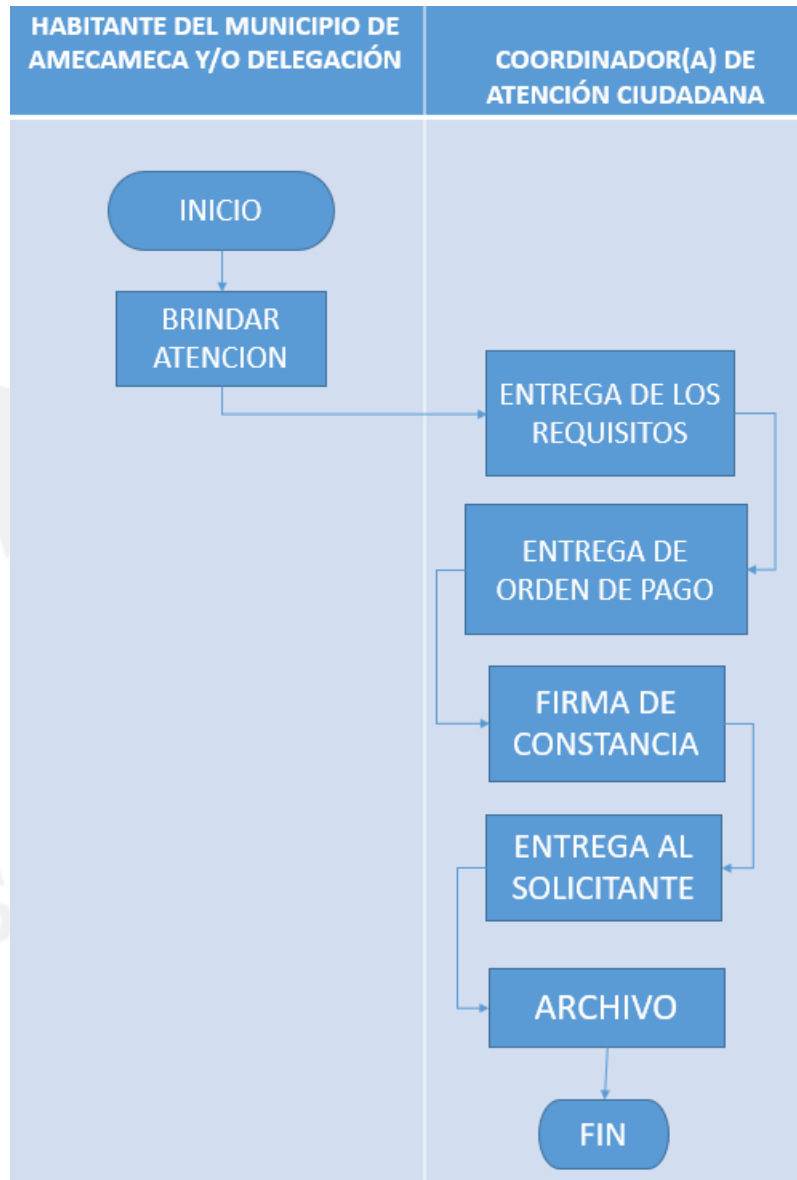 HABITANTE DEL MUNICIPIO DE
AMECAMECA Y/O DELEGACIÓN
COORDINADOR(A) DE
ATENCIÓN CIUDADANA
INICIO
BRINDAR
ATENCION
ENTREGA DE LOS
REQUISITOS
ENTREGA DE
ORDEN DE PAGO
FIRMA DE
CONSTANCIA
ENTREGA AL
SOLICITANTE
ARCHIVO
FIN